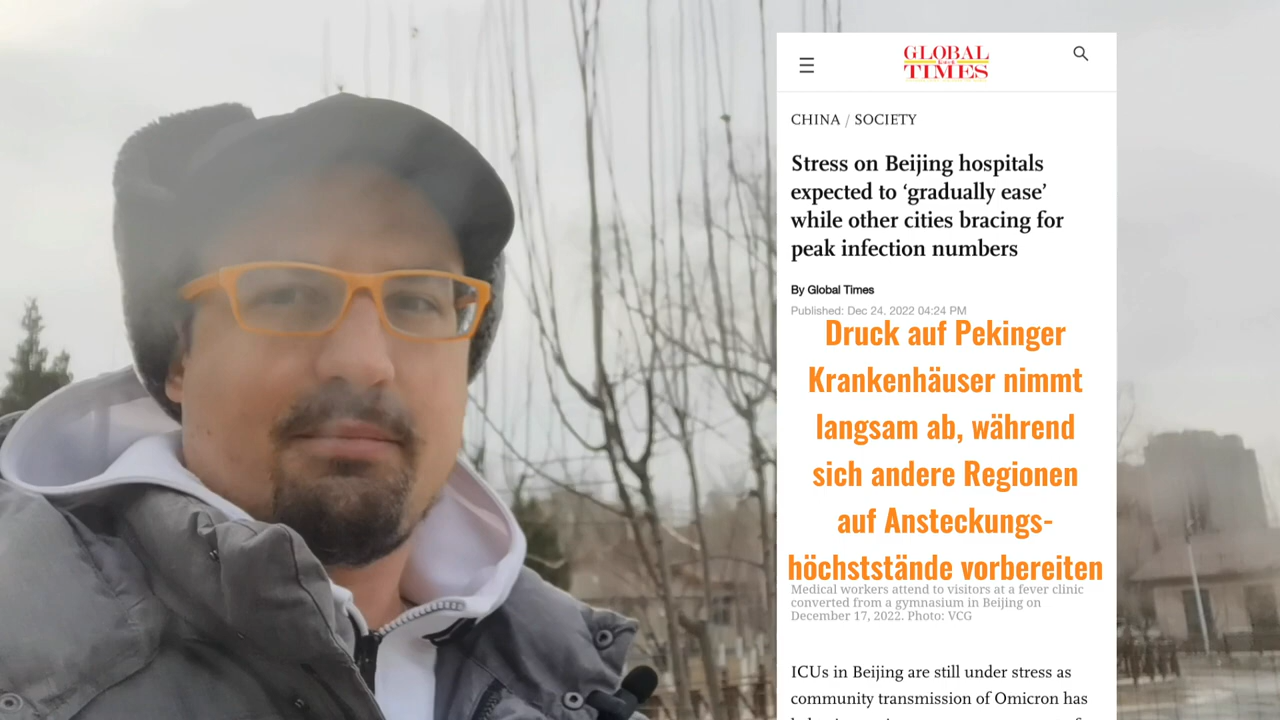 GLOBAL
TIMES
CHINA / SOCIETY
Stress on Beijing hospitals
expected to ‘gradually ease’
while other cities bracing for
peak infection numbers
By Global Times
Published: Dec 24, 2022 04:24 PM
Druck auf Pekinger
Krankenhäuser nimmt
langsam ab, während
sich andere Regionen
auf Ansteckungs-
höchststände vorbereiten
Medical workers attend to visitors at a fever clinic
converted from a gymnasium in Beijing on
December 17, 2022. Photo: VCG
ICUs in Beijing are still under stress as
community transmission of Omicron has